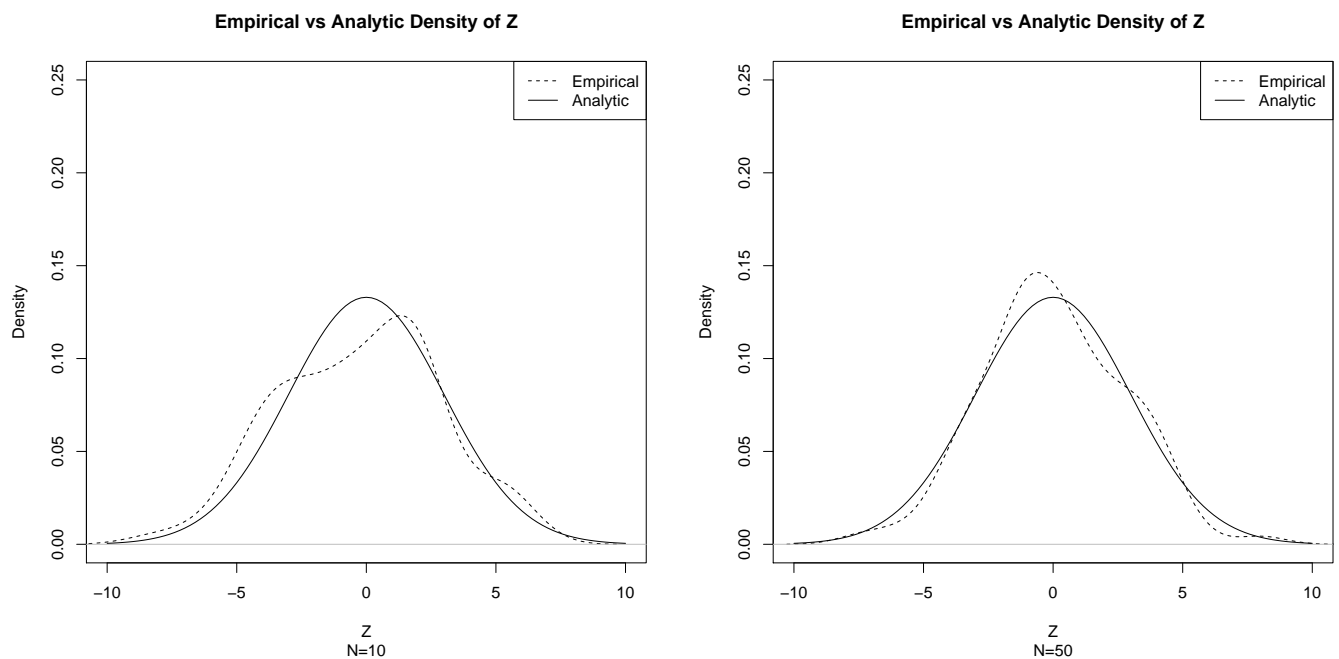 Empirical vs Analytic Density of Z
Empirical
Analytic
0.25
0.20
0.15
0.10
0.05
0.00
Density
−10
−5
0
5
10
Z
N=10
Empirical vs Analytic Density of Z
Empirical
Analytic
0.25
0.20
0.15
0.10
0.05
0.00
Density
−10
−5
0
5
10
Z
N=50